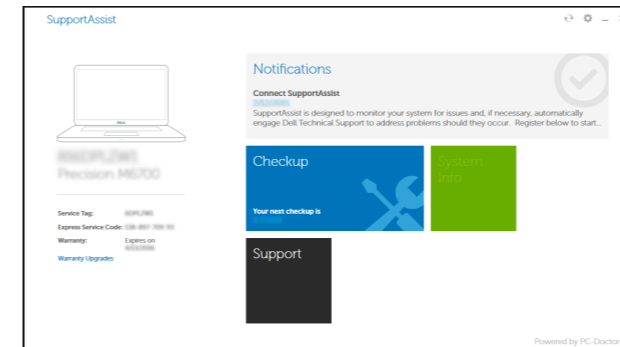 SupportAssist
Notifications
Connect SupportAssist
SupportAssist is designed to monitor your system for issues and, if necessary, automatically
engage Dell Technical Support to address problems should they occur. Register below to start...
Precision M6700
Checkup
System
Info
Your next checkup is
Service Tag:
Express Service Code:
Warranty: Expires on
Warranty Upgrades
Support
Powered by PC-Doctor